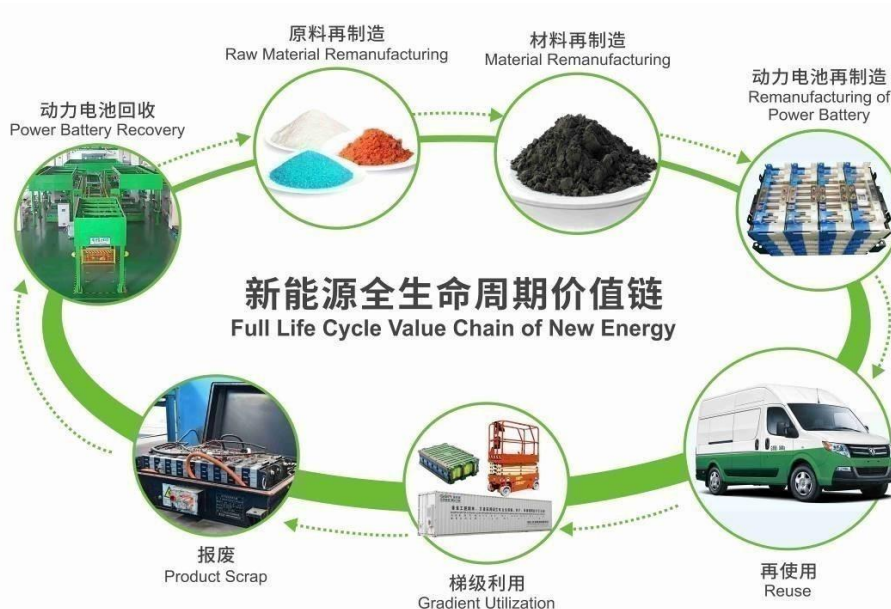 原料再制造
Raw Material Remanufacturing
材料再制造
Material Remanufacturing
动力电池再制造
Remanufacturing of
Power Battery
动力电池回收
Power Battery Recovery
新能源全生命周期价值链
Full Life Cycle Value Chain of New Energy
报废
Product Scrap
梯级利用
Gradient Utilization
再使用
Reuse